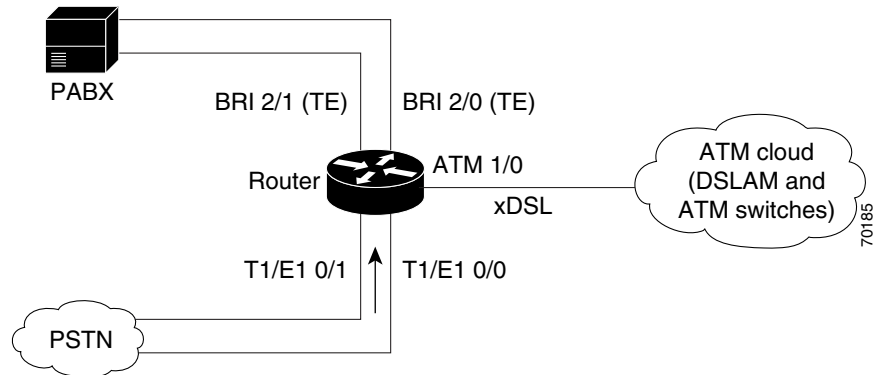 PABX
BRI 2/1 (TE)
BRI 2/0 (TE)
Router
ATM 1/0
xDSL
ATM cloud
(DSLAM and
ATM switches)
70185
T1/E1 0/1
T1/E1 0/0
PSTN